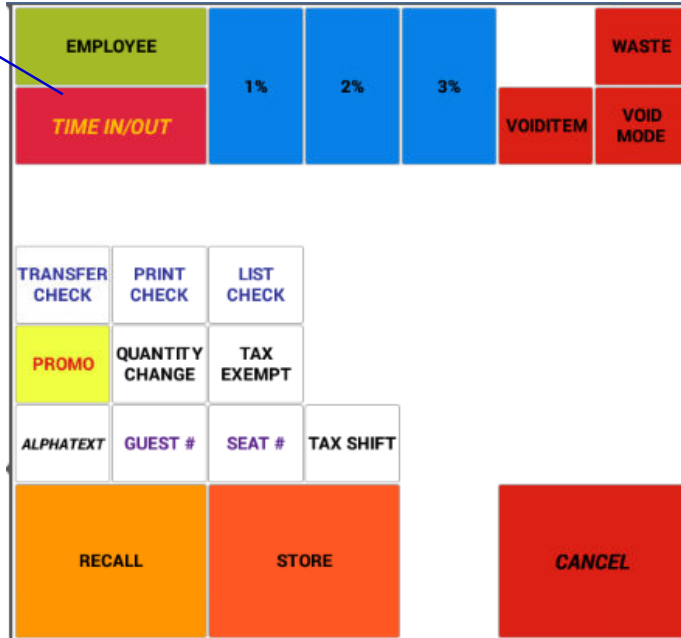 EMPLOYEE
WASTE
1%
2%
3%
TIME IN/OUT
VOIDITEM
VOID
MODE
TRANSFER
CHECK
PRINT
CHECK
LIST
CHECK
PROMO
QUANTITY
CHANGE
TAX
EXEMPT
ALPHATEXT
GUEST #
SEAT #
TAX SHIFT
RECALL
STORE
CANCEL